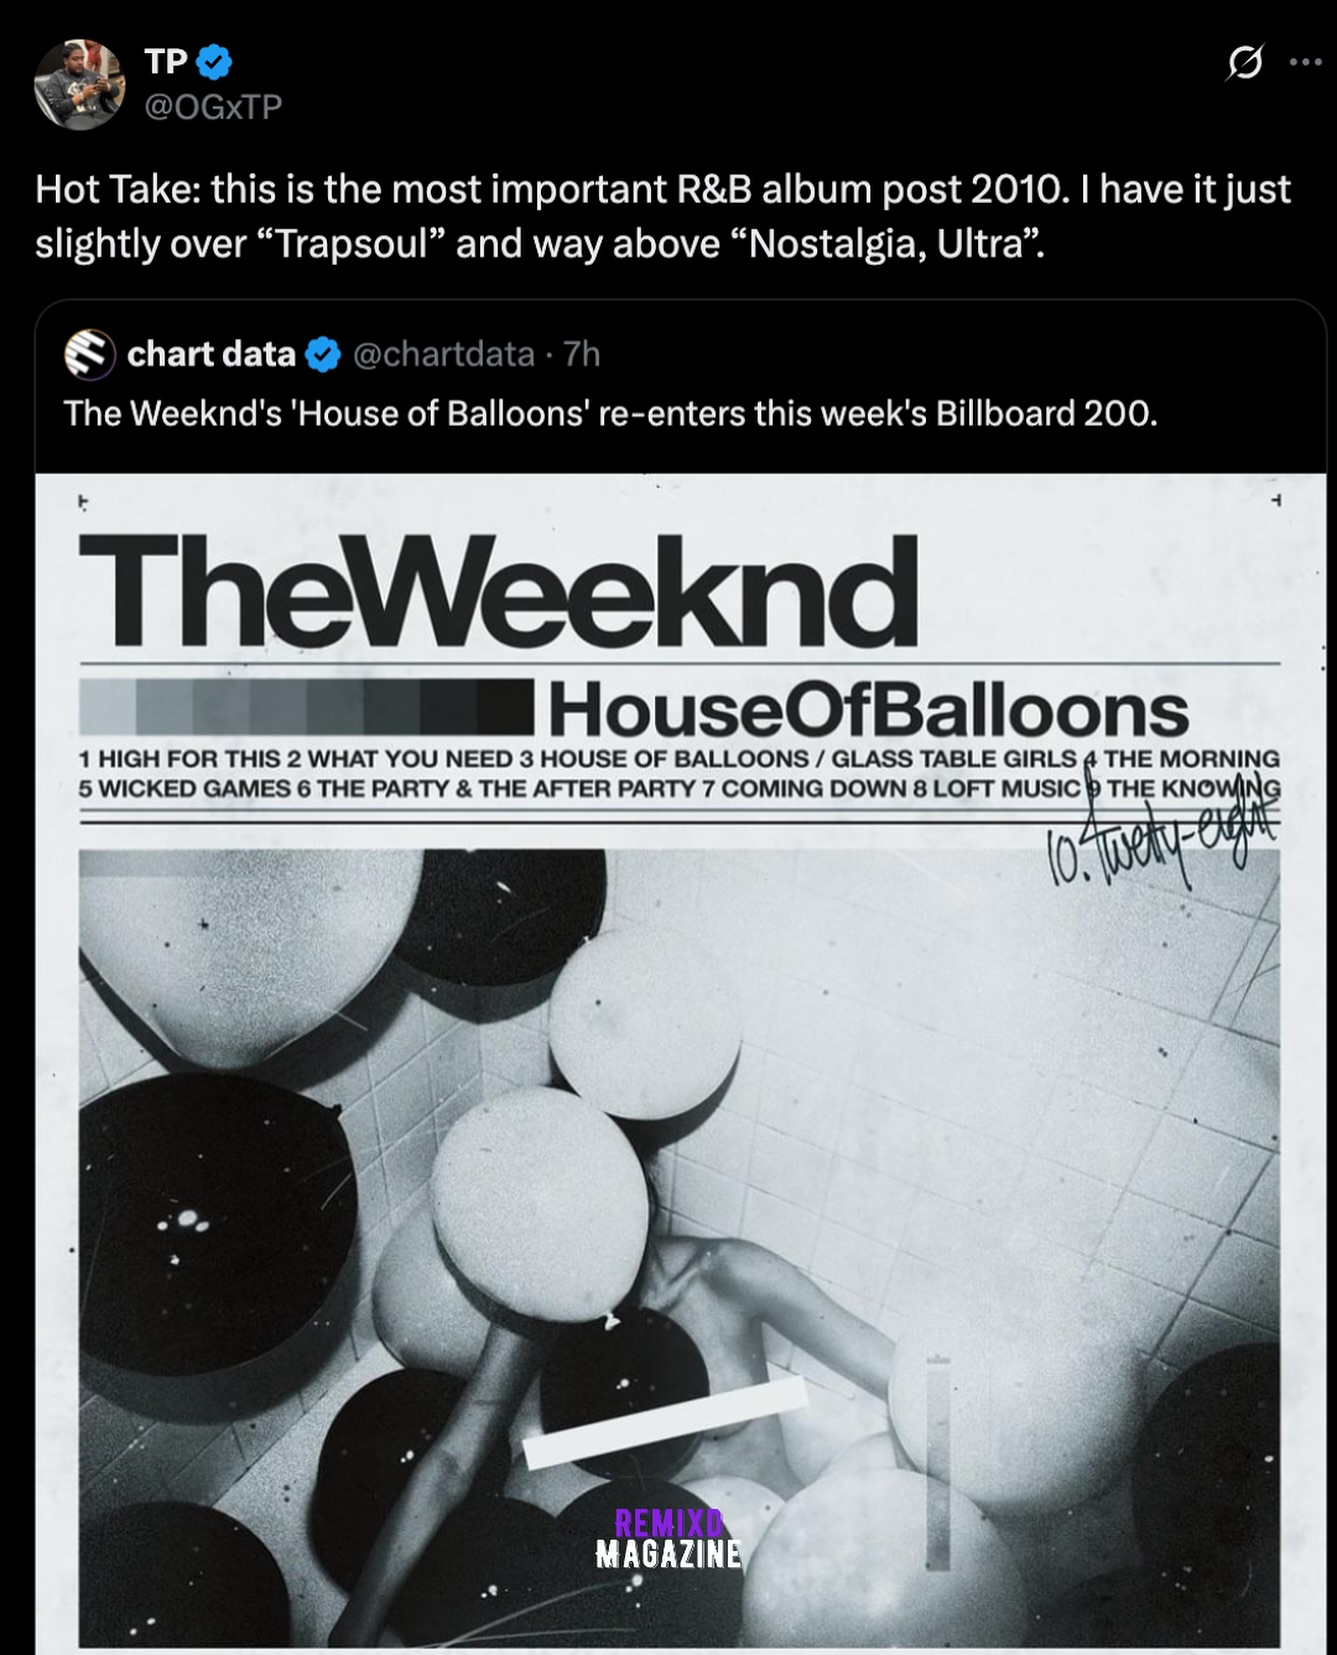 TP
@OGxTP
Hot Take: this is the most important R&B album post 2010. I have it just
slightly over “Trapsoul” and way above “Nostalgia, Ultra”.
chart data @chartdata · 7h
The Weeknd's 'House of Balloons' re-enters this week's Billboard 200.
TheWeeknd
HouseOfBalloons
1 HIGH FOR THIS 2 WHAT YOU NEED 3 HOUSE OF BALLOONS / GLASS TABLE GIRLS 4 THE MORNING
5 WICKED GAMES 6 THE PARTY & THE AFTER PARTY 7 COMING DOWN 8 LOFT MUSIC 9 THE KNOWING
10. twenty-eight
REMIXD
MAGAZINE